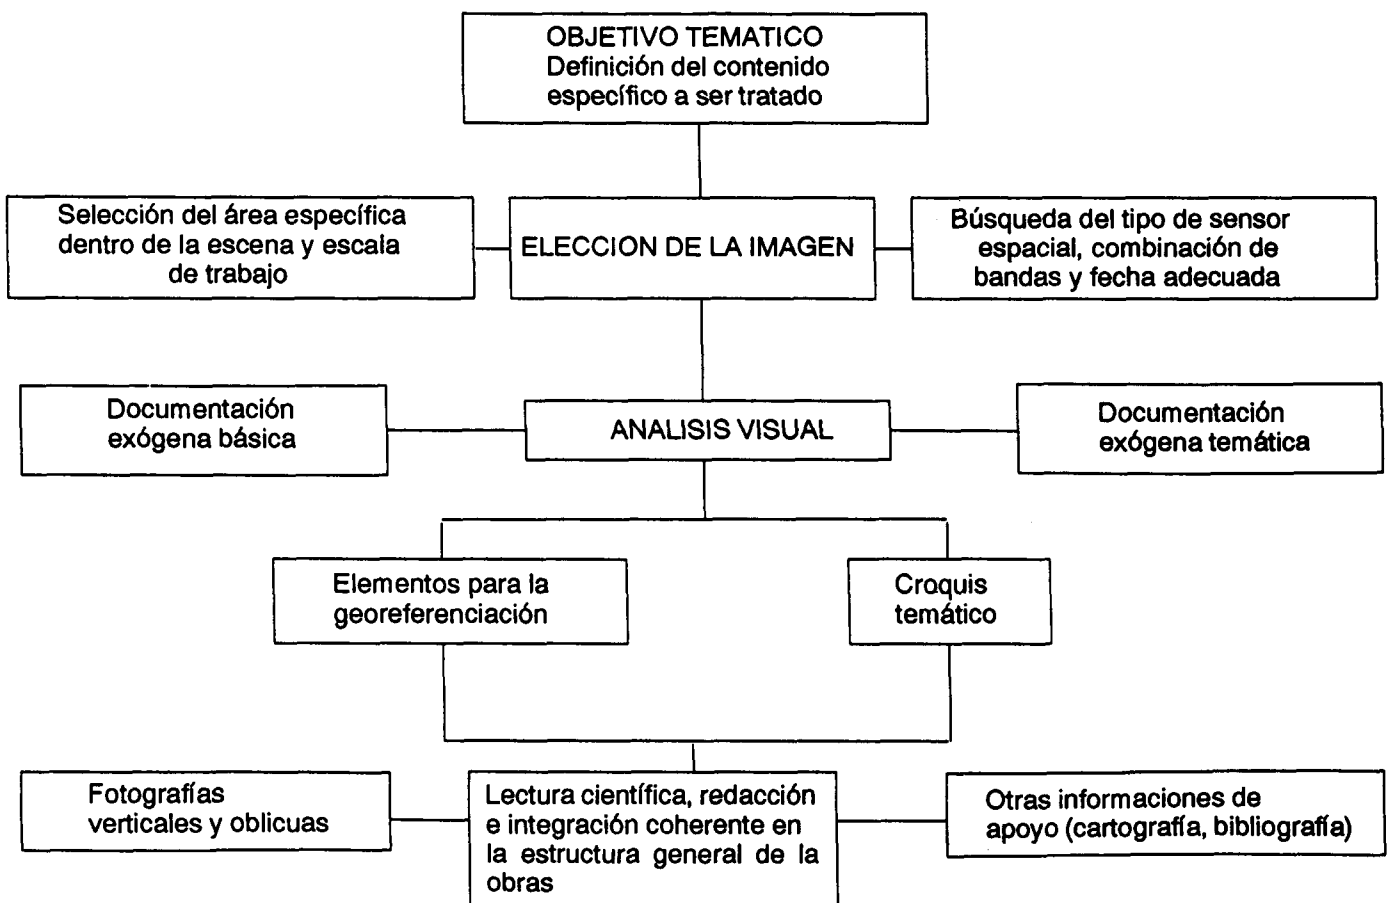 OBJETIVO TEMATICO
Definición del contenido
específico a ser tratado
Selección del área específica
dentro de la escena y escala
de trabajo
ELECCION DE LA IMAGEN
Búsqueda del tipo de sensor
espacial, combinación de
bandas y fecha adecuada
Documentación
exógena básica
ANALISIS VISUAL
Documentación
exógena temática
Elementos para la
georeferenciación
Croquis
temático
Fotografías
verticales y oblicuas
Lectura científica, redacción
e integración coherente en
la estructura general de la
obras
Otras informaciones de
apoyo (cartografía, bibliografía)